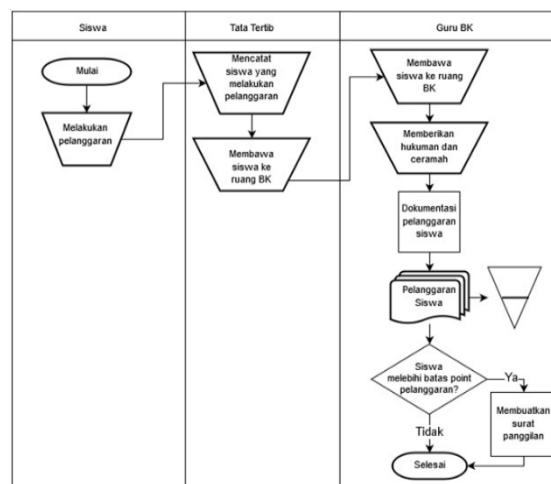 Siswa
Tata Tertib
Guru BK
Mulai
Melakukan
pelanggaran
Mencatat
siswa yang
melakukan
pelanggaran
Membawa
siswa ke
ruang BK
Membawa
siswa ke ruang
BK
Memberikan
hukuman dan
ceramah
Dokumentasi
pelanggaran
siswa
Pelanggaran
Siswa
Siswa
melebihi batas point
pelanggaran?
Ya
Membuatkan
surat
panggilan
Tidak
Selesai